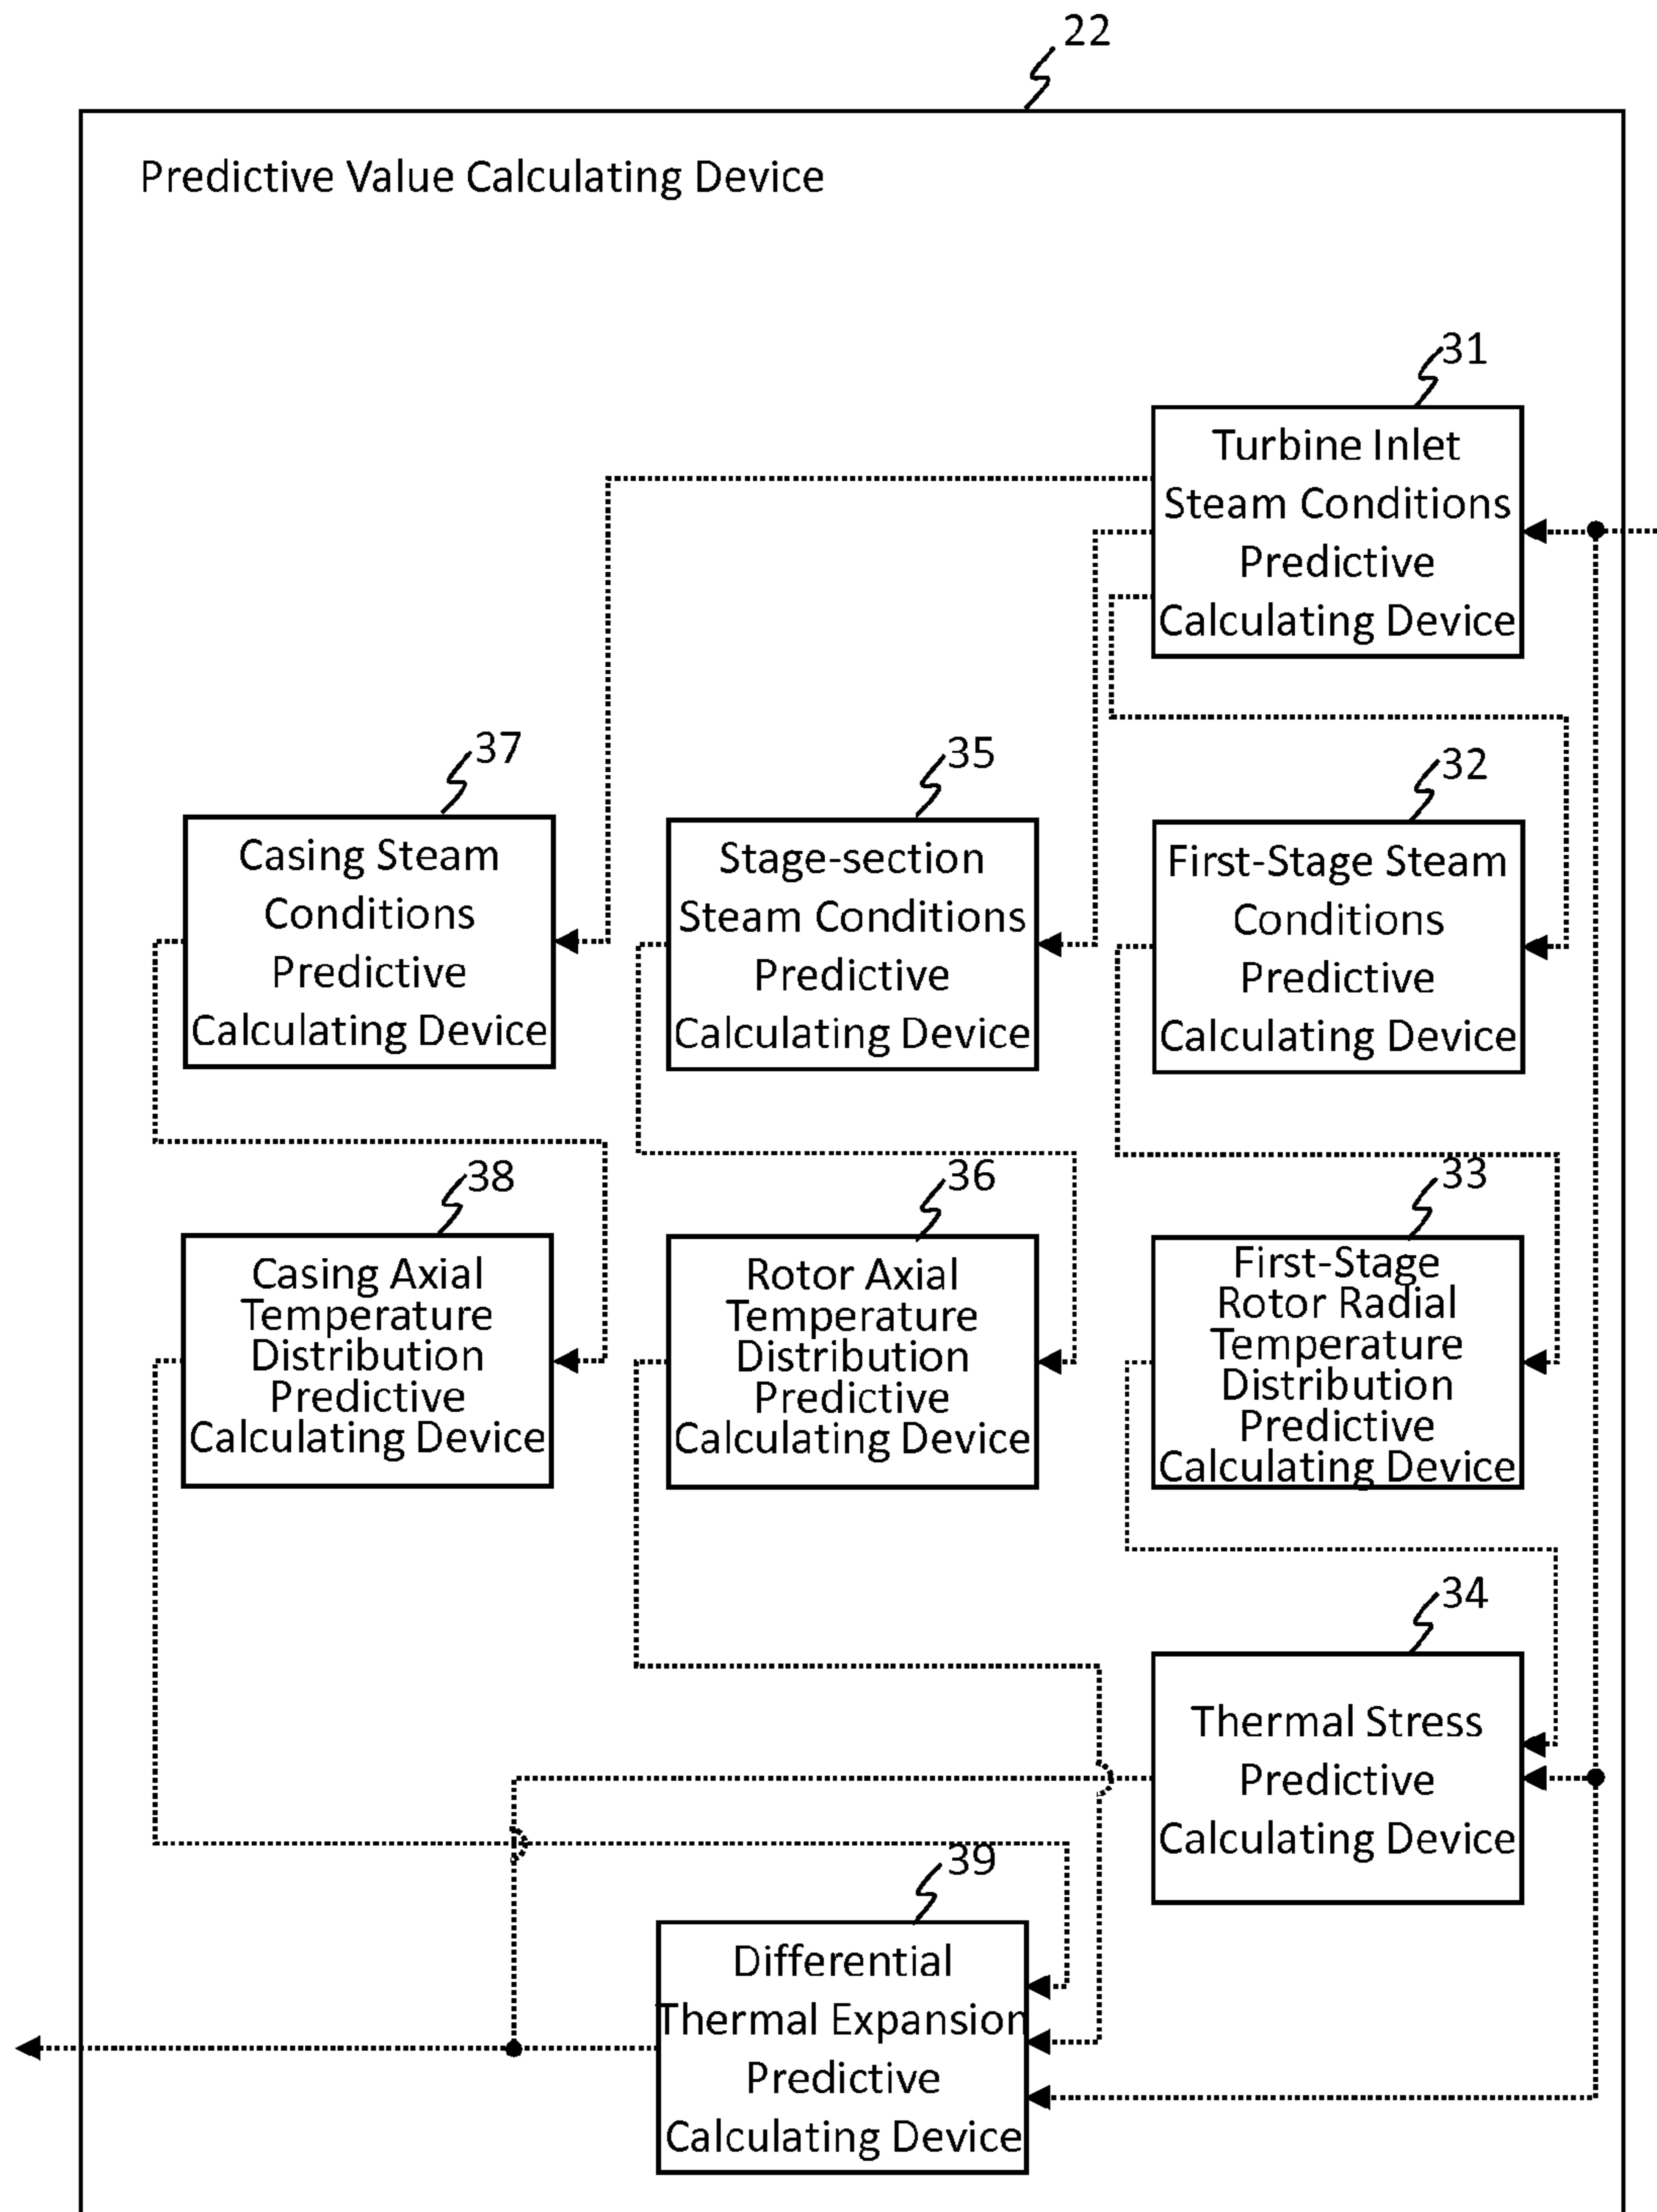 22
Predictive Value Calculating Device
31
Turbine Inlet
Steam Conditions
Predictive
Calculating Device
37
Casing Steam
Conditions
Predictive
Calculating Device
35
Stage-section
Steam Conditions
Predictive
Calculating Device
32
First-Stage Steam
Conditions
Predictive
Calculating Device
38
Casing Axial
Temperature
Distribution
Predictive
Calculating Device
36
Rotor Axial
Temperature
Distribution
Predictive
Calculating Device
33
First-Stage
Rotor Radial
Temperature
Distribution
Predictive
Calculating Device
34
Thermal Stress
Predictive
Calculating Device
39
Differential
Thermal Expansion
Predictive
Calculating Device